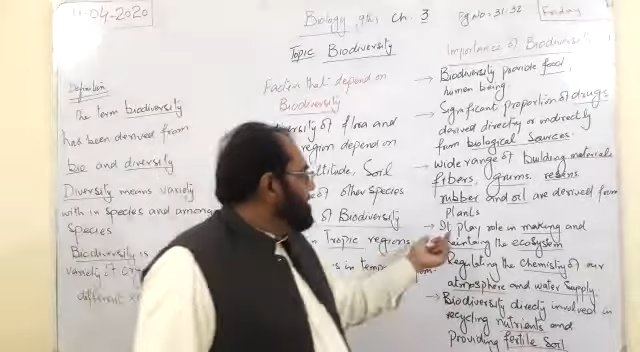 11-04-2020
Biology 9th, Ch. 3
Pg.No: 31-32
Friday
Topic Biodiversity
Definition
The term biodiversity
has been derived from
bio and diversity
Diversity means variety
with in species and among
species
Biodiversity is
variety of
different
Factors that depend on
Biodiversity
of flora and
region depend on
altitude, Soil
of other species
of Biodiversity
in Tropic regions
is in
Importance of Biodiversity
→ Biodiversity provide food,
human being.
→ Significant proportion of drugs
derived directly or indirectly
from biological sources.
→ wide range of building materials
fibers, grums, resens
rubber and oil are derived from
plants
→ It play role in making and
the ecosystem
Regulating the chemistry of our
atmosphere and water supply.
→ Biodiversity directly involved in
recycling nutrients and
Providing fertile soil